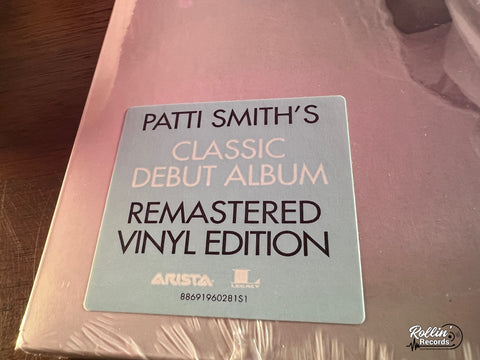 PATTI SMITH'S
CLASSIC
DEBUT ALBUM
REMASTERED
VINYL EDITION
ARISTA
L
LEGACY
88691960281S1
Rollin'
Records